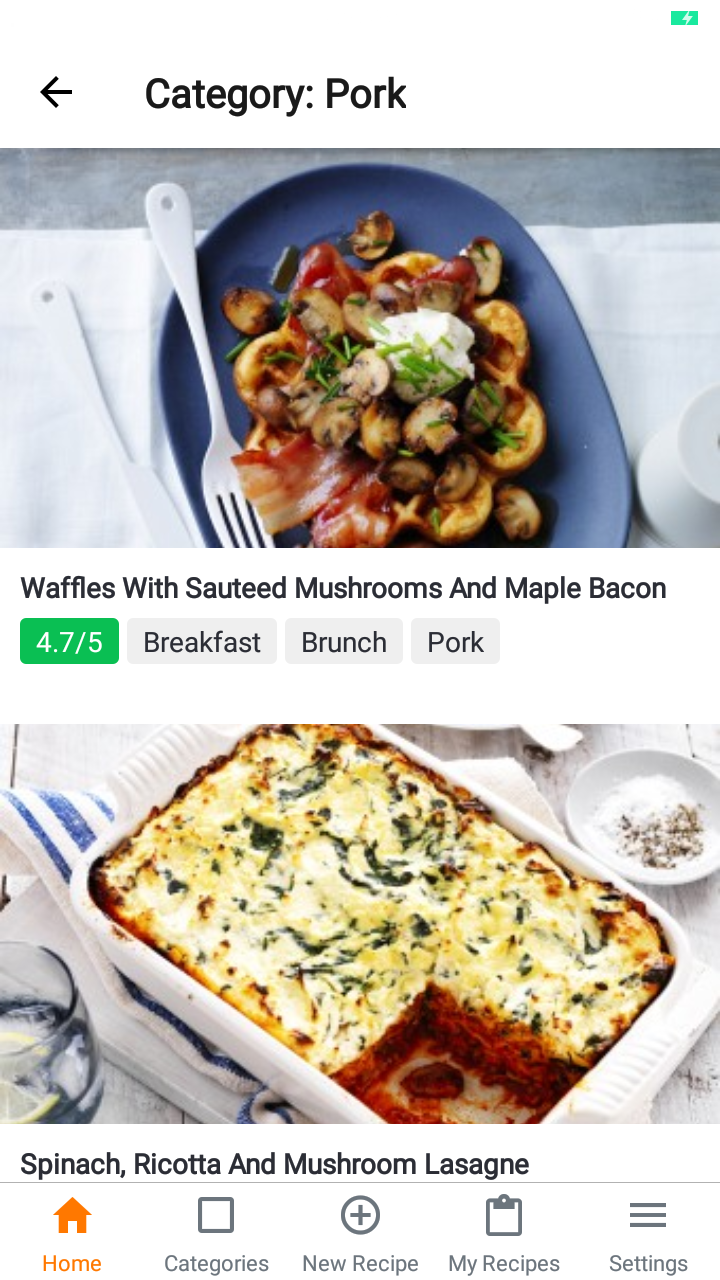 Category: Pork
Waffles With Sauteed Mushrooms And Maple Bacon
4.7/5 Breakfast Brunch Pork
Spinach, Ricotta And Mushroom Lasagne
Home Categories New Recipe My Recipes Settings